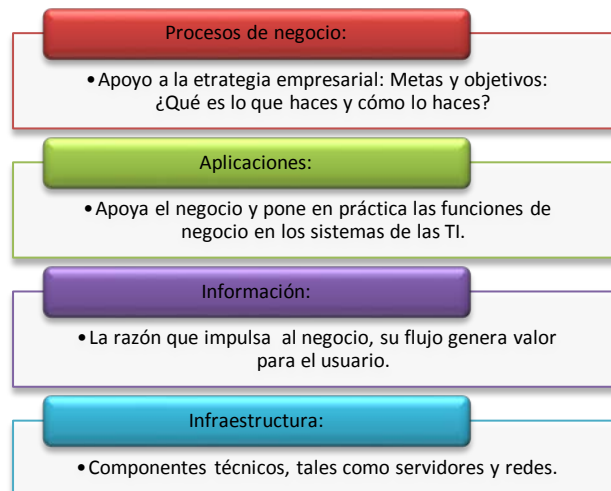 Procesos de negocio:
•Apoyo a la etrategia empresarial: Metas y objetivos:
¿Qué es lo que haces y cómo lo haces?
Aplicaciones:
•Apoya el negocio y pone en práctica las funciones de
negocio en los sistemas de las TI.
Información:
•La razón que impulsa al negocio, su flujo genera valor
para el usuario.
Infraestructura:
•Componentes técnicos, tales como servidores y redes.